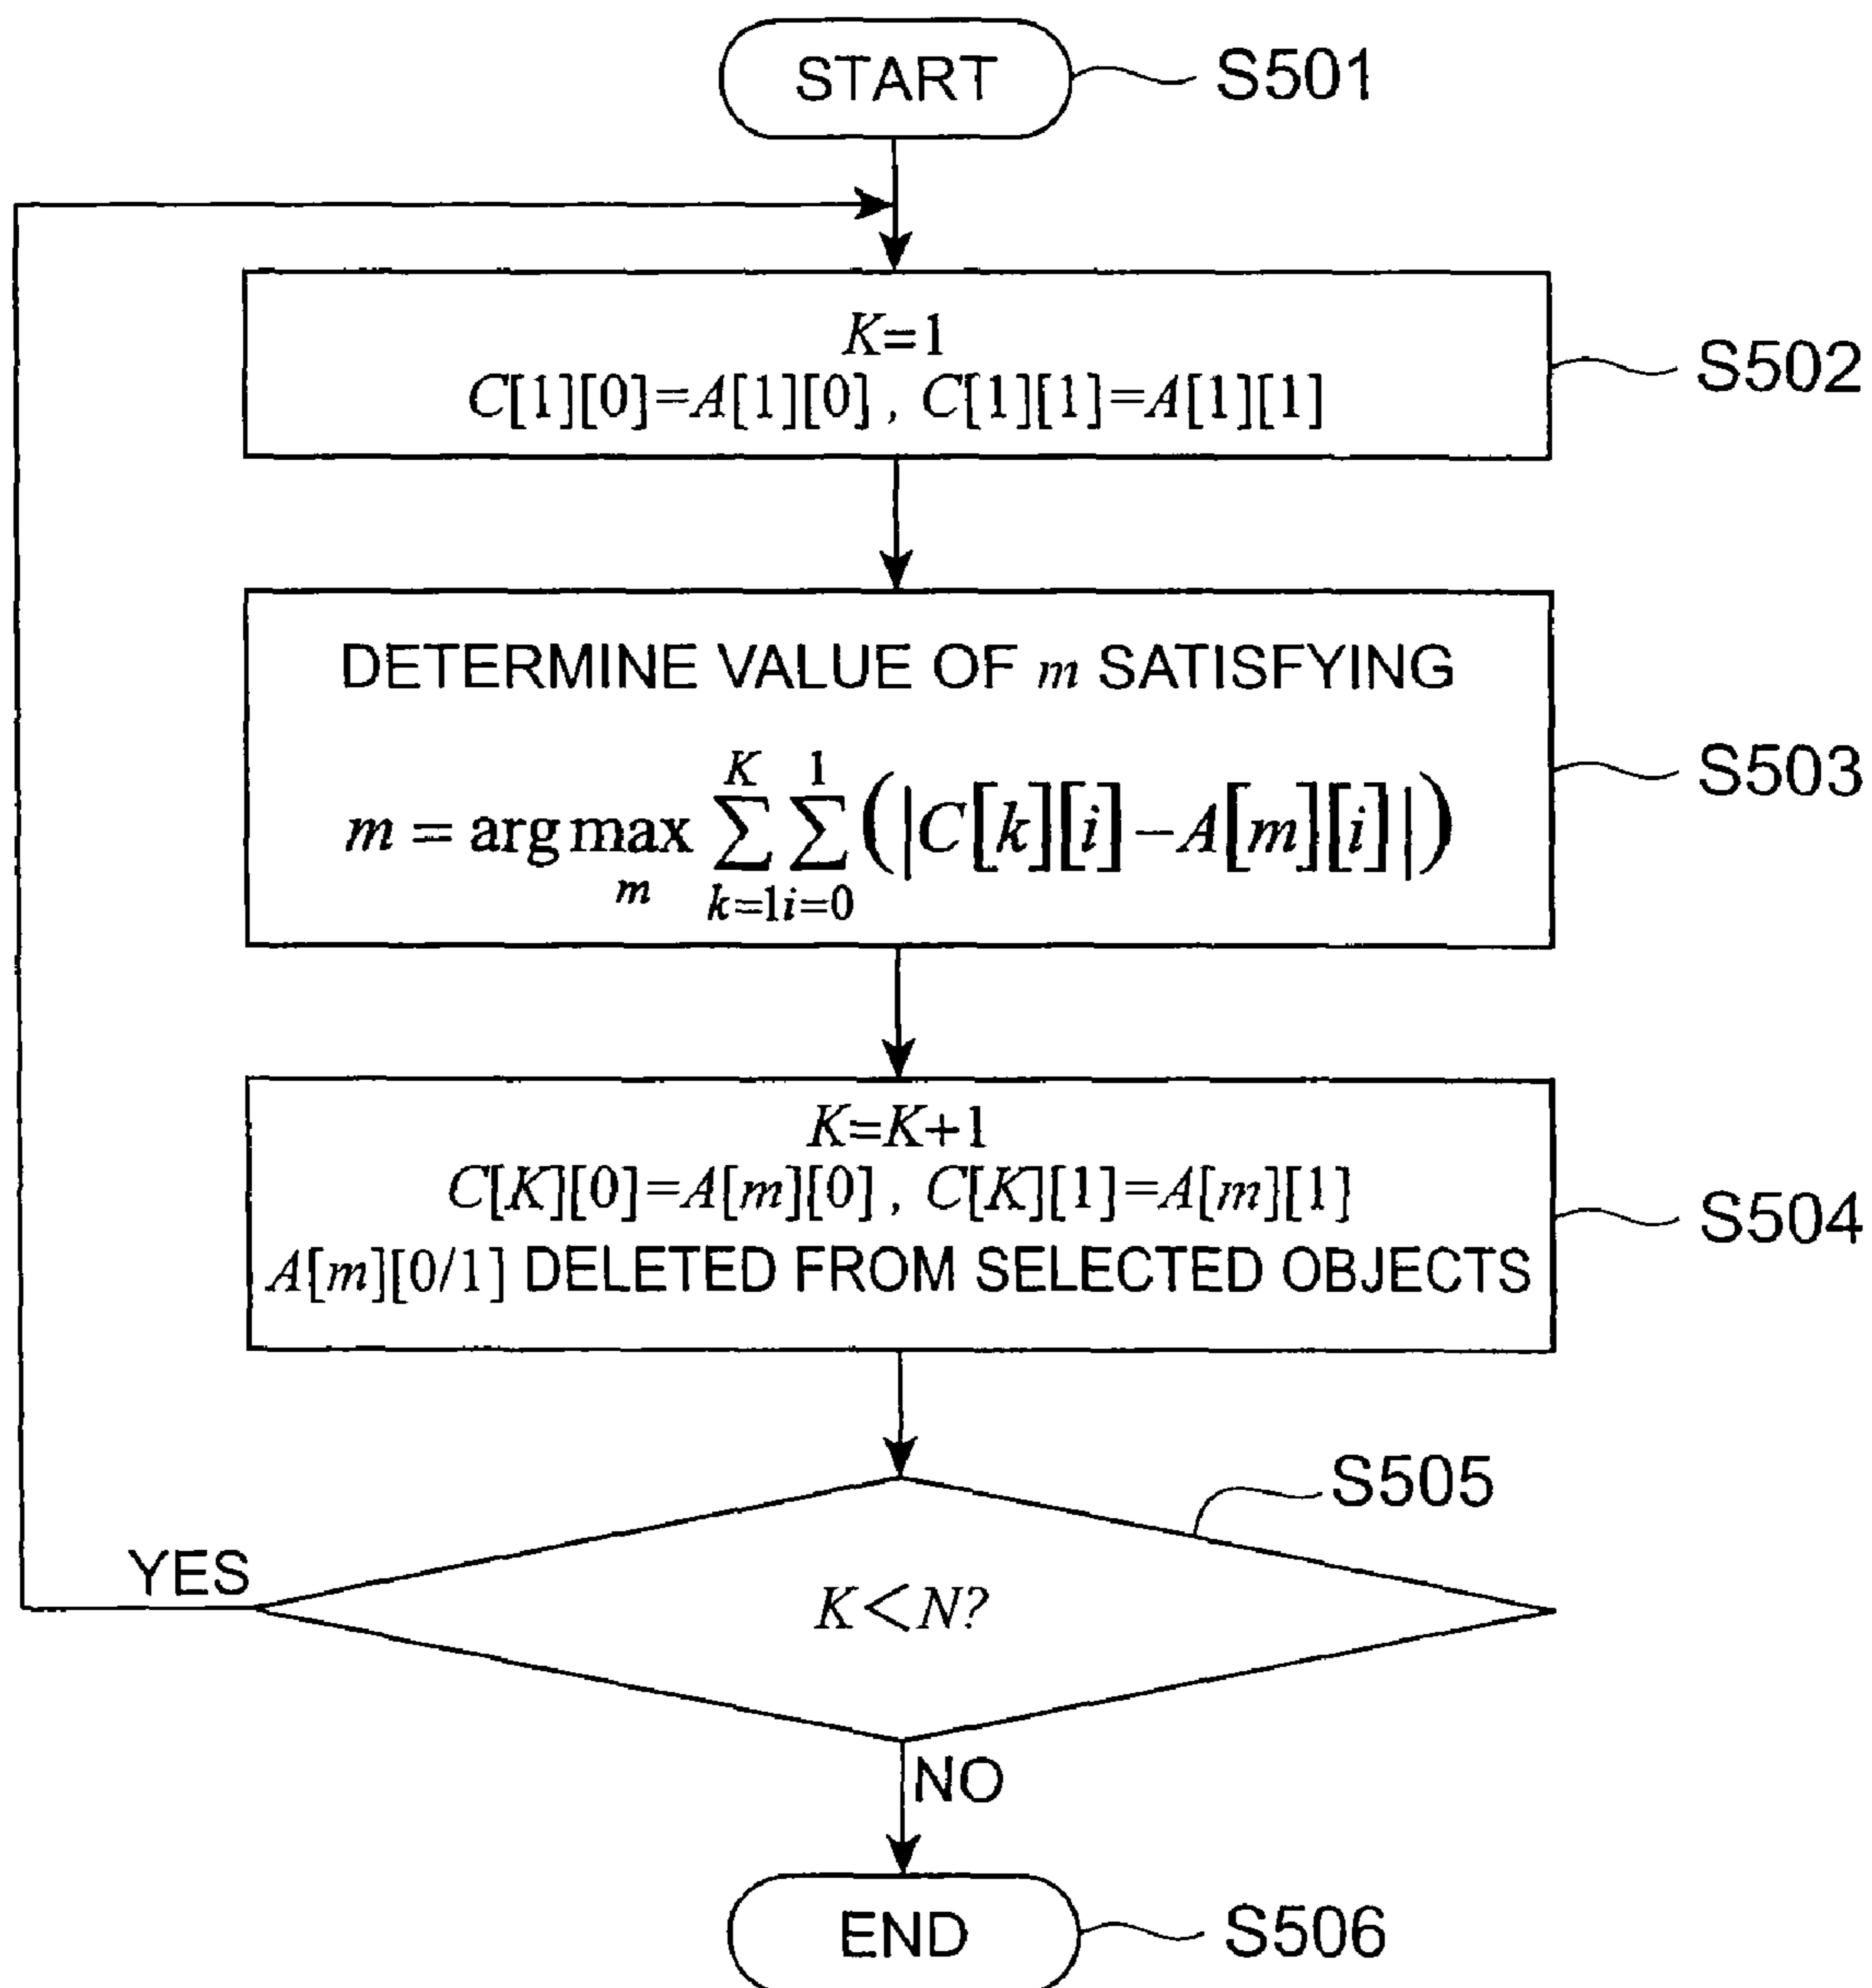 START
S501
K=1
C[1][0]=A[1][0] , C[1][1]=A[1][1]
S502
DETERMINE VALUE OF m SATISFYING
m = arg max_m ∑_{k=1}^{K} ∑_{i=0}^{1} (|C[k][i]−A[m][i]|)
S503
K=K+1
C[K][0]=A[m][0] , C[K][1]=A[m][1]
A[m][0/1] DELETED FROM SELECTED OBJECTS
S504
S505
YES
K<N?
NO
END
S506